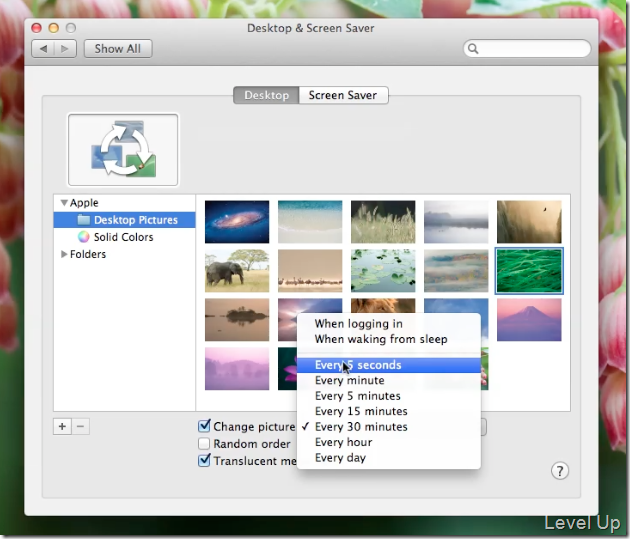 Desktop & Screen Saver
Show All
Desktop
Screen Saver
Apple
Desktop Pictures
Solid Colors
Folders
When logging in
When waking from sleep
Every 5 seconds
Every minute
Every 5 minutes
Every 15 minutes
Change picture
✓ Every 30 minutes
Random order
Every hour
Translucent me
Every day
?
Level Up